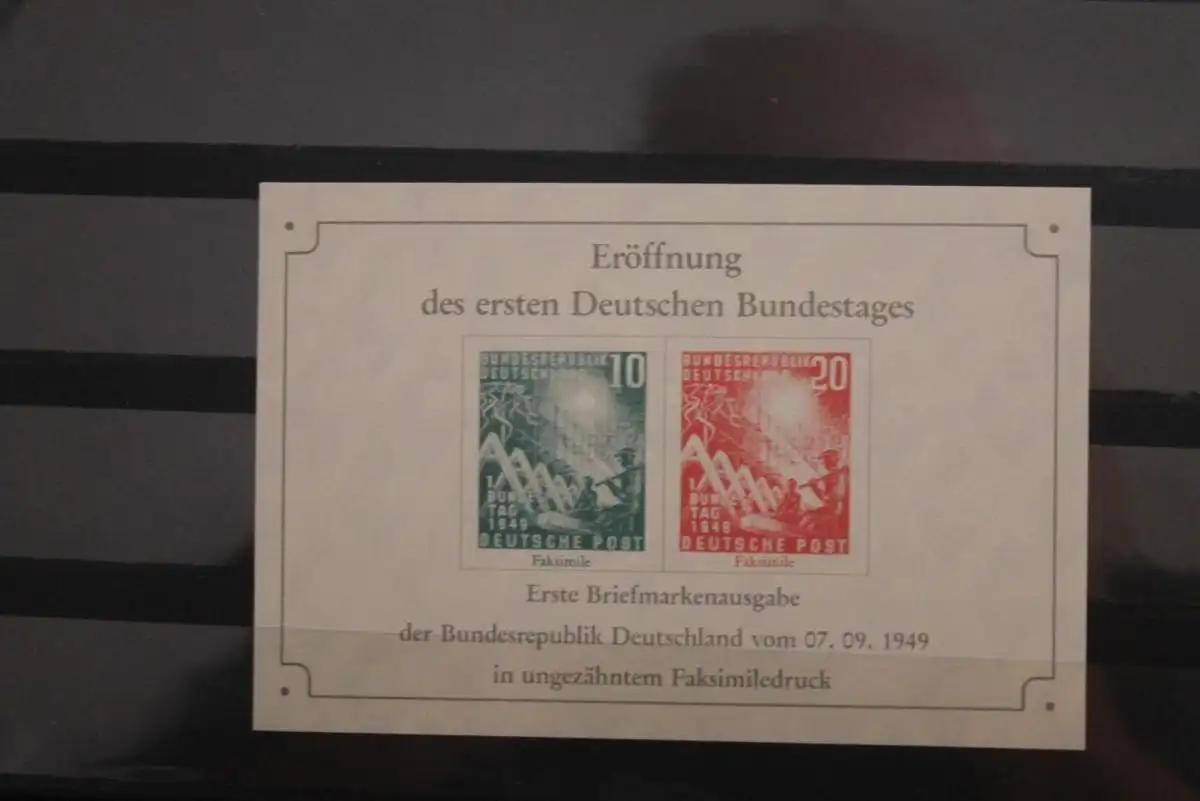 Eröffnung
des ersten Deutschen Bundestages
BUNDESREPUBLIK 10
DEUTSCHLAND
1
BUNDES
TAG
1949
DEUTSCHE POST
Faksimile
BUNDESREPUBLIK 20
DEUTSCHLAND
1
BUNDES
TAG
1949
DEUTSCHE POST
Faksimile
Erste Briefmarkenausgabe
der Bundesrepublik Deutschland vom 07. 09. 1949
in ungezähntem Faksimiledruck